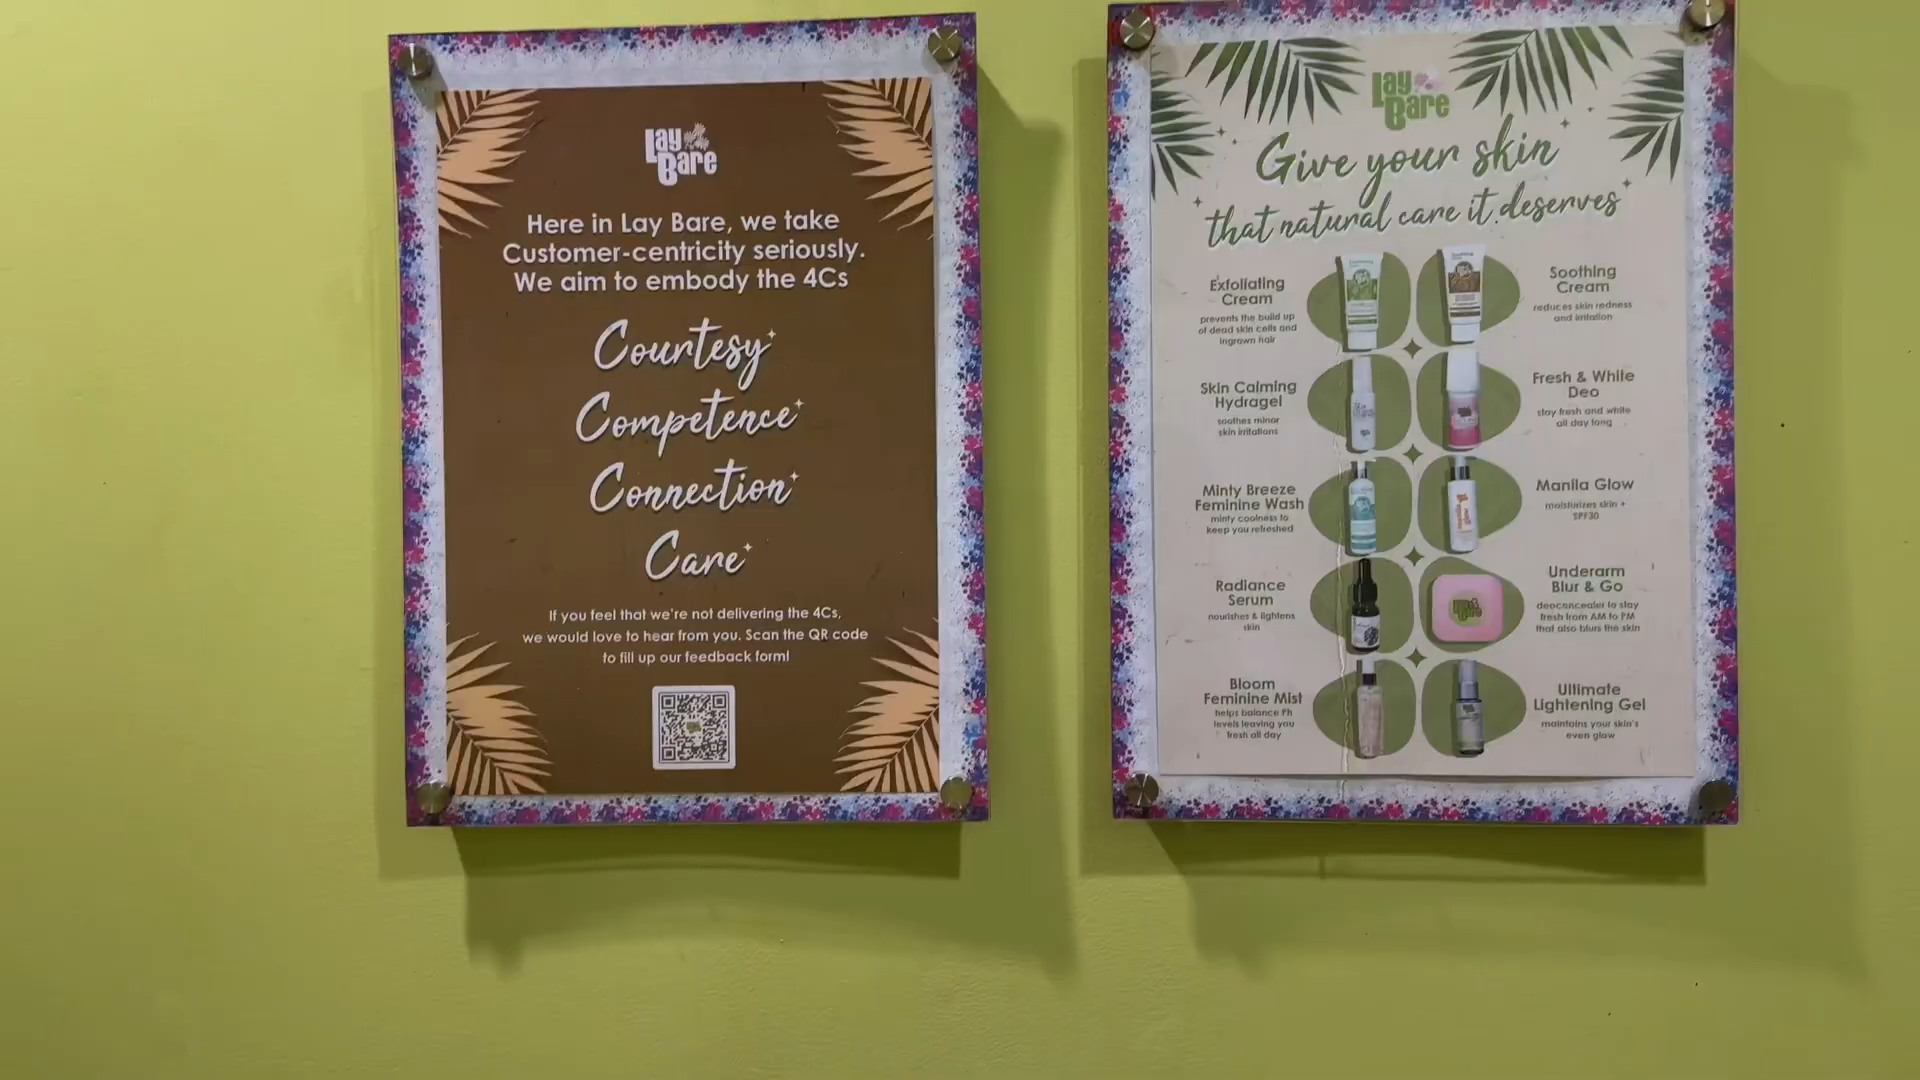 Lay
Bare
Here in Lay Bare, we take
Customer-centricity seriously.
We aim to embody the 4Cs
Courtesy
Competence
Connection
Care
If you feel that we're not delivering the 4Cs,
we would love to hear from you. Scan the QR code
to fill up our feedback form!
Lay
Bare
Give your skin
that natural care it deserves
Exfoliating
Cream
prevents the build up
of dead skin cells and
ingrown hair
Soothing
Cream
reduces skin redness
and irritation
Skin Calming
Hydragel
soothes minor
skin irritations
Fresh & White
Deo
stay fresh and white
all day long
Minty Breeze
Feminine Wash
minty coolness to
keep you refreshed
Manila Glow
moisturizes skin +
SPF30
Radiance
Serum
nourishes & lightens
skin
Underarm
Blur & Go
deoconcealer to stay
fresh from AM to PM
that also blurs the skin
Bloom
Feminine Mist
helps balance Ph
levels leaving you
fresh all day
Ultimate
Lightening Gel
maintains your skin's
even glow